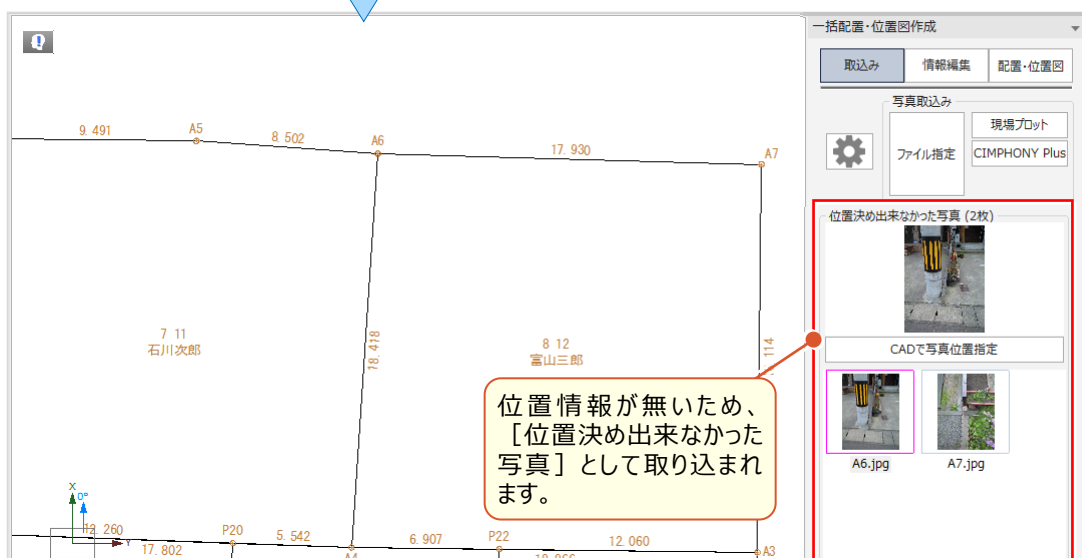 一括配置・位置図作成
取込み
情報編集
配置・位置図
写真取込み
ファイル指定
現場プロット
CIMPHONY Plus
位置決め出来なかった写真 (2枚)
CADで写真位置指定
A6.jpg
A7.jpg
9.491
A5
8.502
A6
17.930
A7
7 11
石川次郎
18.418
8 12
富山三郎
114
位置情報が無いため、
［位置決め出来なかった
写真］として取り込まれ
ます。
X
0°
Y
12.260
17.802
P20
5.542
A4
6.907
P22
12.060
18.966
A3